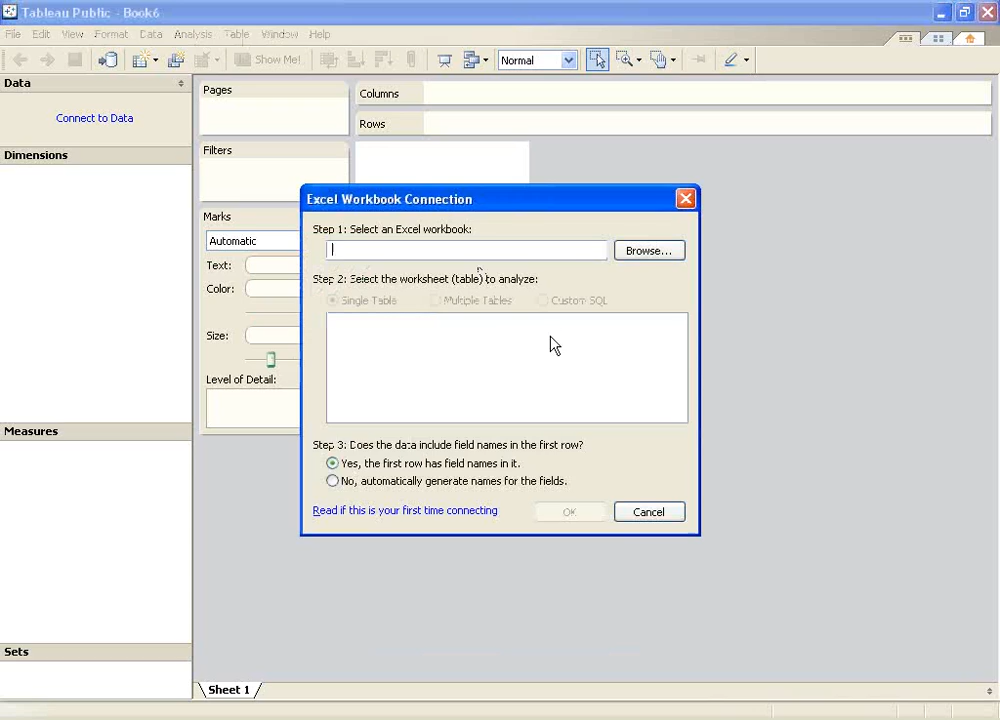 Tableau Public - Book6
File Edit View Format Data Analysis Table Window Help
Show Me! Normal
Data
Connect to Data
Dimensions
Measures
Sets
Pages
Filters
Marks
Automatic
Text:
Color:
Size:
Level of Detail:
Columns
Rows
Excel Workbook Connection
Step 1: Select an Excel workbook:
Browse...
Step 2: Select the worksheet (table) to analyze:
Single Table Multiple Tables Custom SQL
Step 3: Does the data include field names in the first row?
Yes, the first row has field names in it.
No, automatically generate names for the fields.
Read if this is your first time connecting
OK Cancel
Sheet 1